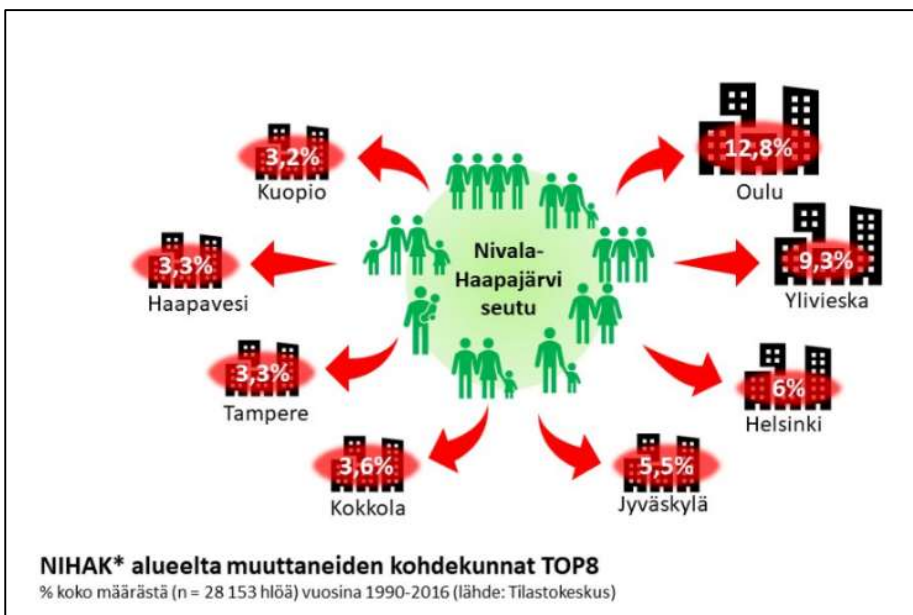 12,8%
Oulu
9,3%
Ylivieska
6%
Helsinki
5,5%
Jyväskylä
3,6%
Kokkola
3,3%
Tampere
3,3%
Haapavesi
3,2%
Kuopio
Nivala-
Haapajärvi
seutu
NIHAK* alueelta muuttaneiden kohdekunnat TOP8
% koko määrästä (n = 28 153 hlöä) vuosina 1990-2016 (lähde: Tilastokeskus)